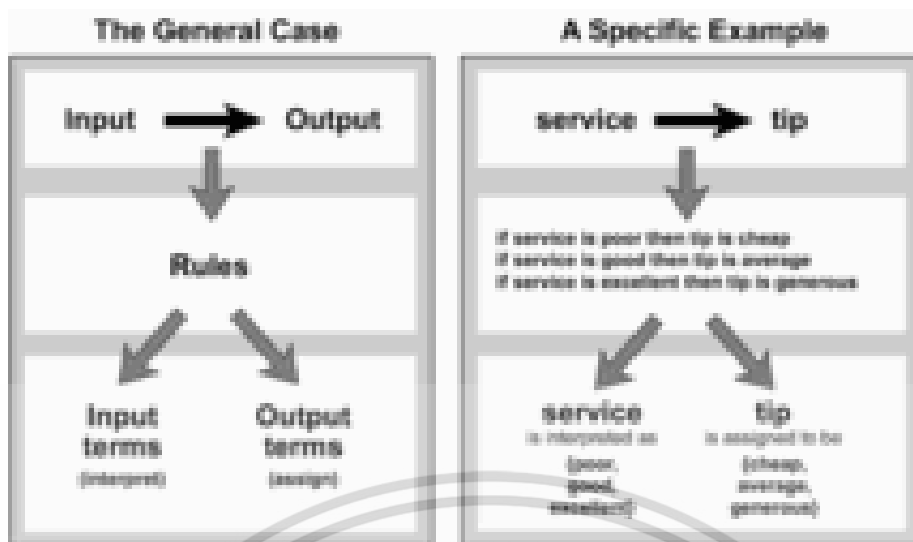 The General Case
Input Output
Rules
Input terms
(interpret)
Output terms
(assign)
A Specific Example
service tip
if service is poor then tip is cheap
if service is good then tip is average
if service is excellent then tip is generous
service
is interpreted as
{poor,
good,
excellent}
tip
is assigned to be
{cheap,
average,
generous}